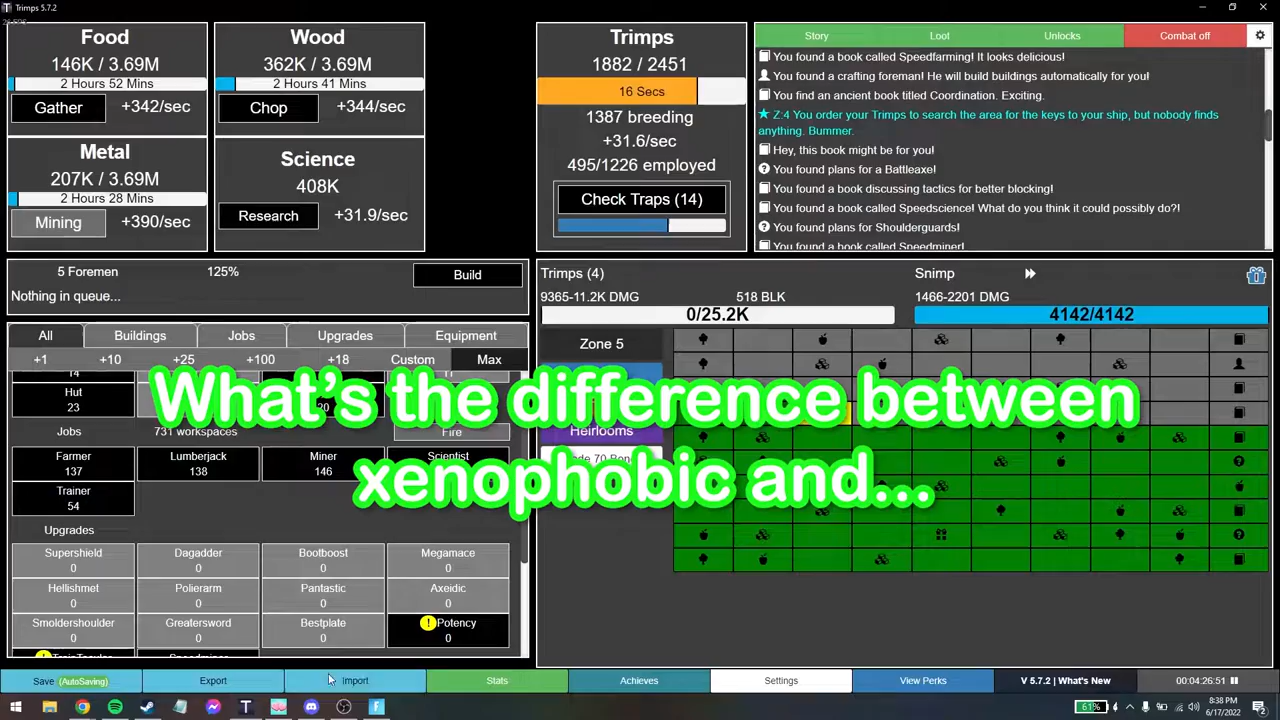 Trimps 5.7.2
Food
146K / 3.69M
2 Hours 52 Mins
Gather
+342/sec
Wood
362K / 3.69M
2 Hours 41 Mins
Chop
+344/sec
Metal
207K / 3.69M
2 Hours 28 Mins
Mining
+390/sec
Science
408K
Research
+31.9/sec
Trimps
1882 / 2451
16 Secs
1387 breeding
+31.6/sec
495/1226 employed
Check Traps (14)
Story
Loot
Unlocks
Combat off
You found a book called Speedfarming! It looks delicious!
You found a crafting foreman! He will build buildings automatically for you!
You find an ancient book titled Coordination. Exciting.
Z:4 You order your Trimps to search the area for the keys to your ship, but nobody finds
anything. Bummer.
Hey, this book might be for you!
You found plans for a Battleaxe!
You found a book discussing tactics for better blocking!
You found a book called Speedscience! What do you think it could possibly do?!
You found plans for Shoulderguards!
You found a book called Speedminer!
5 Foremen
125%
Build
Nothing in queue...
All
Buildings
Jobs
Upgrades
Equipment
+1
+10
+25
+100
+18
Custom
Max
14
11
Hut
23
20
Jobs
731 workspaces
Fire
Farmer
137
Lumberjack
138
Miner
146
Scientist
Trainer
54
Upgrades
Supershield
0
Dagadder
0
Bootboost
0
Megamace
0
Hellishmet
0
Polierarm
0
Pantastic
0
Axeidic
0
Smoldershoulder
0
Greatersword
0
Bestplate
0
Potency
0
Speedminer
Trimps (4)
9365-11.2K DMG
518 BLK
0/25.2K
Snimp
1466-2201 DMG
4142/4142
Zone 5
Heirlooms
What's the difference between
xenophobic and...
Save (AutoSaving)
Export
Import
Stats
Achieves
Settings
View Perks
V 5.7.2 | What's New
00:04:26:51
61%
8:38 PM
6/17/2022
2